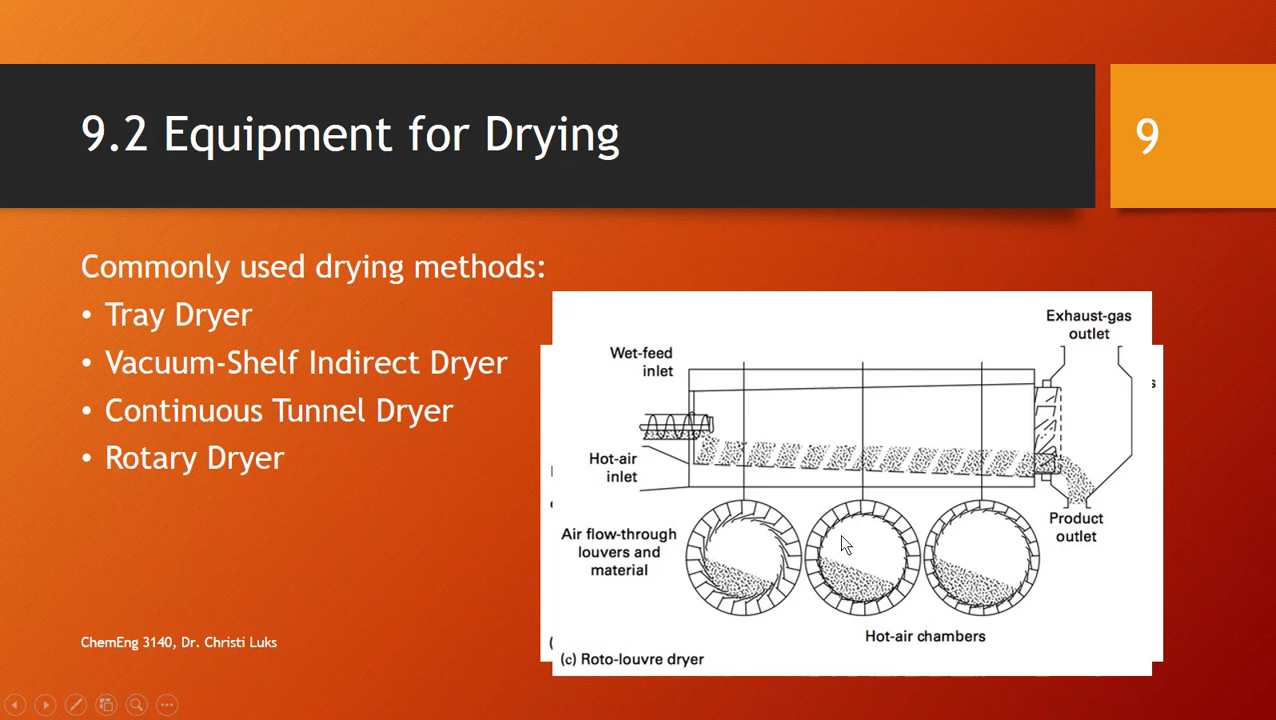 9.2 Equipment for Drying
9
Commonly used drying methods:
• Tray Dryer
• Vacuum-Shelf Indirect Dryer
• Continuous Tunnel Dryer
• Rotary Dryer
Exhaust-gas
outlet
Wet-feed
inlet
Hot-air
inlet
Product
outlet
Air flow-through
louvers and
material
Hot-air chambers
(c) Roto-louvre dryer
ChemEng 3140, Dr. Christi Luks